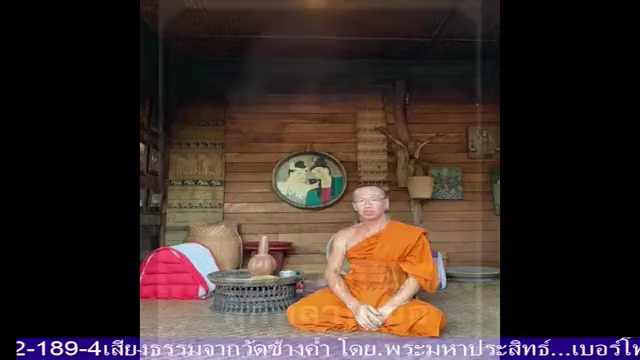 2-189-4เสียงธรรมจากวัดช้างค้ำ โดย.พระมหาประสิทธ์...เบอร์โท